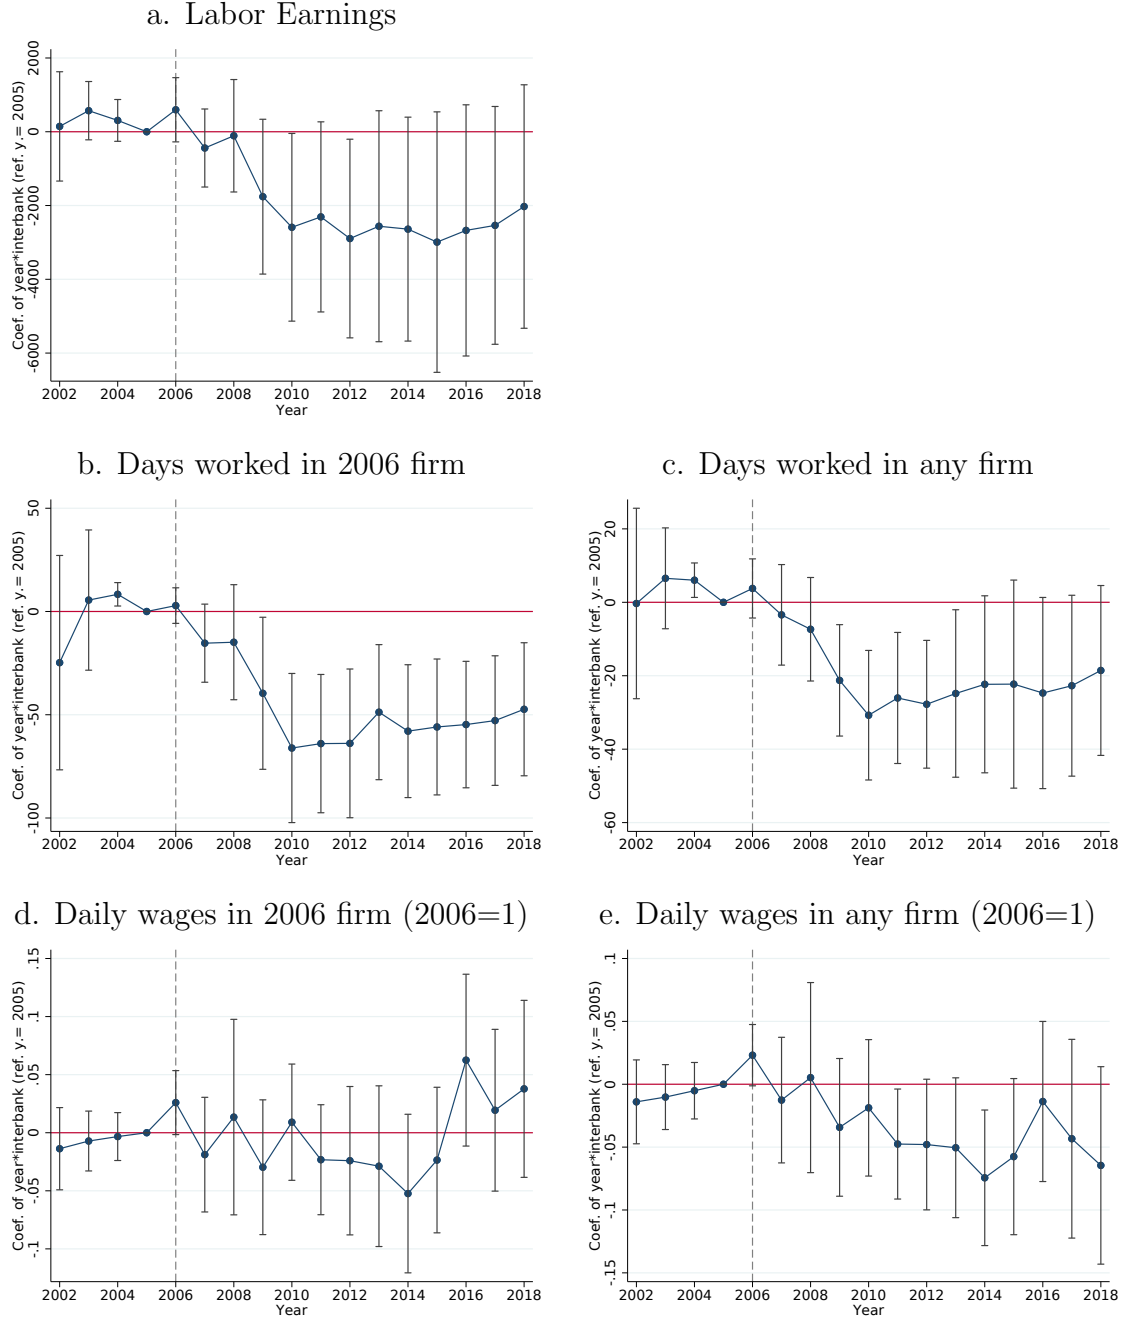 a. Labor Earnings
Coef. of year*interbank (ref. y.= 2005)
2000
0
-2000
-4000
-6000
2002 2004 2006 2008 2010 2012 2014 2016 2018
Year
b. Days worked in 2006 firm
Coef. of year*interbank (ref. y.= 2005)
50
0
-50
-100
2002 2004 2006 2008 2010 2012 2014 2016 2018
Year
c. Days worked in any firm
Coef. of year*interbank (ref. y.= 2005)
20
0
-20
-40
-60
2002 2004 2006 2008 2010 2012 2014 2016 2018
Year
d. Daily wages in 2006 firm (2006=1)
Coef. of year*interbank (ref. y.= 2005)
.15
.1
.05
0
-.05
-.1
2002 2004 2006 2008 2010 2012 2014 2016 2018
Year
e. Daily wages in any firm (2006=1)
Coef. of year*interbank (ref. y.= 2005)
.1
.05
0
-.05
-.1
-.15
2002 2004 2006 2008 2010 2012 2014 2016 2018
Year